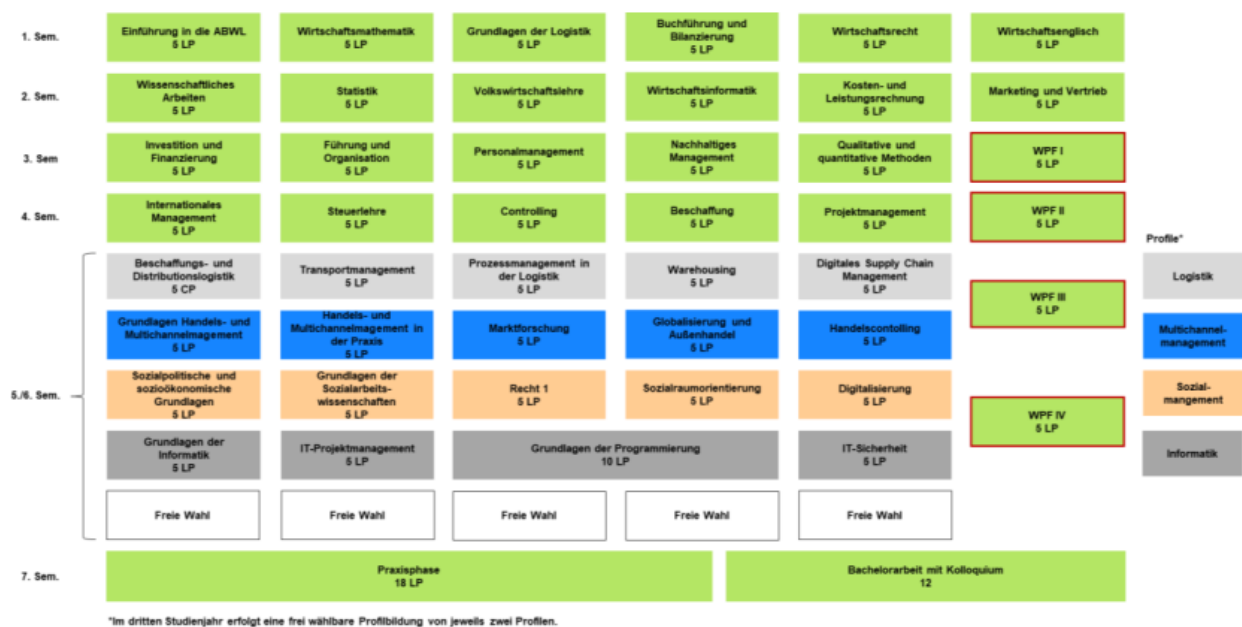 1. Sem.
Einführung in die ABWL
5 LP
Wirtschaftsmathematik
5 LP
Grundlagen der Logistik
5 LP
Buchführung und
Bilanzierung
5 LP
Wirtschaftsrecht
5 LP
Wirtschaftsenglisch
5 LP
2. Sem.
Wissenschaftliches
Arbeiten
5 LP
Statistik
5 LP
Volkswirtschaftslehre
5 LP
Wirtschaftsinformatik
5 LP
Kosten- und
Leistungsrechnung
5 LP
Marketing und Vertrieb
5 LP
3. Sem
Investition und
Finanzierung
5 LP
Führung und
Organisation
5 LP
Personalmanagement
5 LP
Nachhaltiges
Management
5 LP
Qualitative und
quantitative Methoden
5 LP
WPF I
5 LP
4. Sem.
Internationales
Management
5 LP
Steuerlehre
5 LP
Controlling
5 LP
Beschaffung
5 LP
Projektmanagement
5 LP
WPF II
5 LP
Profile*
5./6. Sem.
Beschaffungs- und
Distributionslogistik
5 CP
Transportmanagement
5 LP
Prozessmanagement in
der Logistik
5 LP
Warehousing
5 LP
Digitales Supply Chain
Management
5 LP
WPF III
5 LP
Logistik
Grundlagen Handels- und
Multichannelmagement
5 LP
Handels- und
Multichannelmagement in
der Praxis
5 LP
Marktforschung
5 LP
Globalisierung und
Außenhandel
5 LP
Handelscontolling
5 LP
Multichannel-
management
Sozialpolitische und
sozioökonomische
Grundlagen
5 LP
Grundlagen der
Sozialarbeits-
wissenschaften
5 LP
Recht 1
5 LP
Sozialraumorientierung
5 LP
Digitalisierung
5 LP
WPF IV
5 LP
Sozial-
mangement
Grundlagen der
Informatik
5 LP
IT-Projektmanagement
5 LP
Grundlagen der Programmierung
10 LP
IT-Sicherheit
5 LP
Informatik
Freie Wahl
Freie Wahl
Freie Wahl
Freie Wahl
Freie Wahl
7. Sem.
Praxisphase
18 LP
Bachelorarbeit mit Kolloquium
12
*Im dritten Studienjahr erfolgt eine frei wählbare Profilbildung von jeweils zwei Profilen.